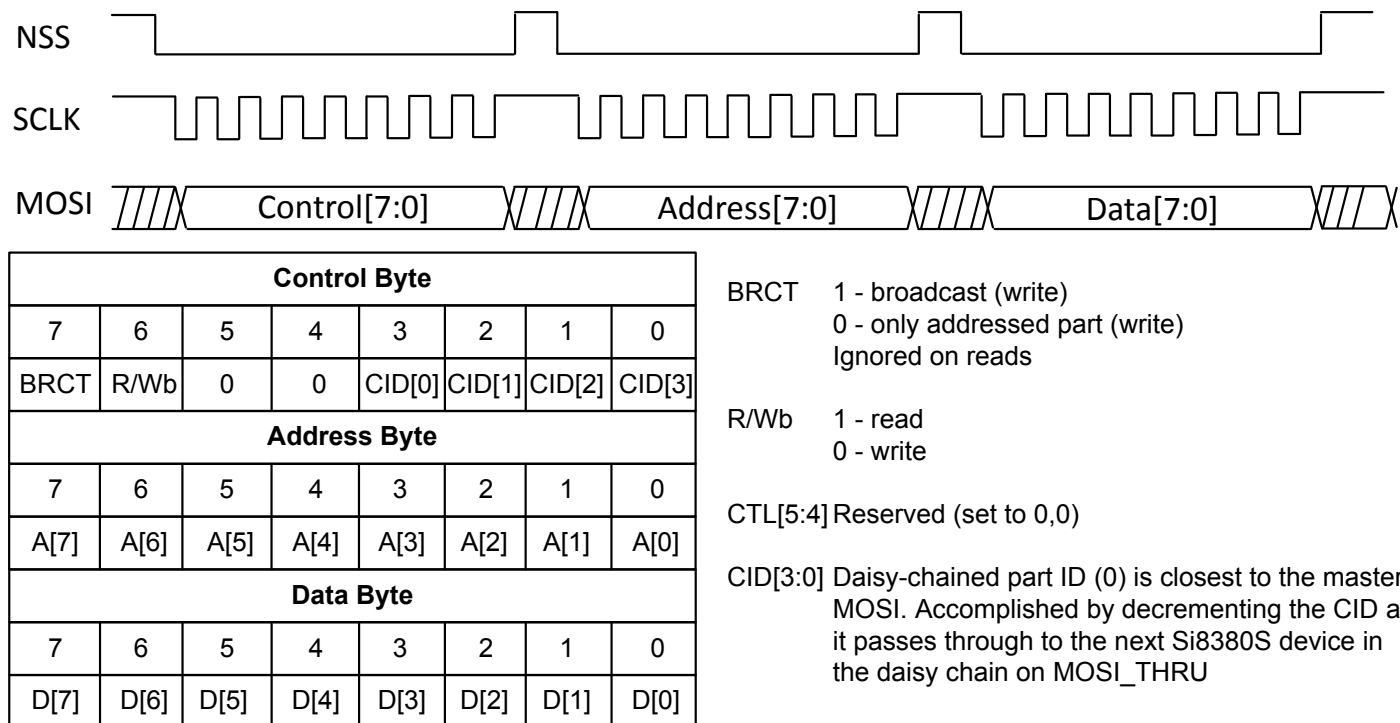 NSS
SCLK
MOSI Control[7:0] Address[7:0] Data[7:0]
Control Byte
7 6 5 4 3 2 1 0
BRCT R/Wb 0 0 CID[0] CID[1] CID[2] CID[3]
Address Byte
7 6 5 4 3 2 1 0
A[7] A[6] A[5] A[4] A[3] A[2] A[1] A[0]
Data Byte
7 6 5 4 3 2 1 0
D[7] D[6] D[5] D[4] D[3] D[2] D[1] D[0]
BRCT 1 - broadcast (write)
0 - only addressed part (write)
Ignored on reads
R/Wb 1 - read
0 - write
CTL[5:4] Reserved (set to 0,0)
CID[3:0] Daisy-chained part ID (0) is closest to the master
MOSI. Accomplished by decrementing the CID a
it passes through to the next Si8380S device in
the daisy chain on MOSI_THRU